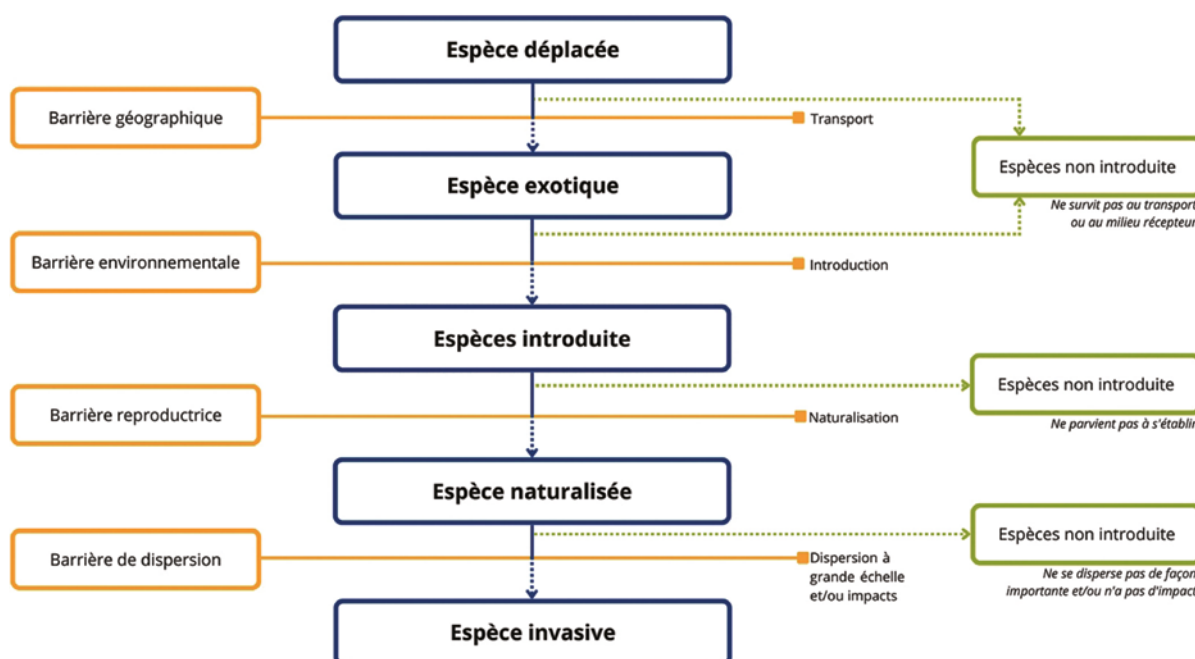 Espèce déplacée
Barrière géographique
Transport
Espèces non introduite
Ne survit pas au transport
ou au milieu récepteur
Espèce exotique
Barrière environnementale
Introduction
Espèces introduite
Espèces non introduite
Ne parvient pas à s'établir
Barrière reproductrice
Naturalisation
Espèce naturalisée
Espèces non introduite
Ne se disperse pas de façon
importante et/ou n'a pas d'impact
Barrière de dispersion
Dispersion à
grande échelle
et/ou impacts
Espèce invasive